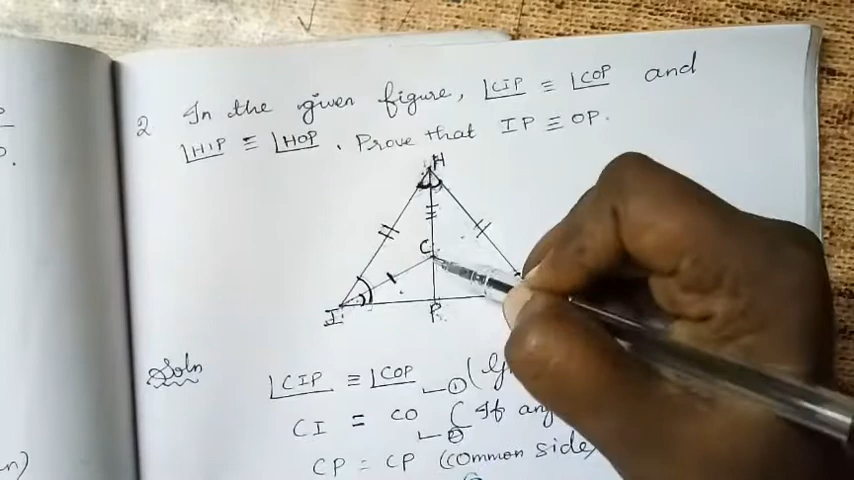 2 In the given figure, ∠CIP ≡ ∠COP and
∠HIP ≡ ∠HOP . Prove that IP ≡ OP.
H
C
I
P
Soln
∠CIP ≡ ∠COP —①
CI = CO ( If
—②
CP = CP (common side,